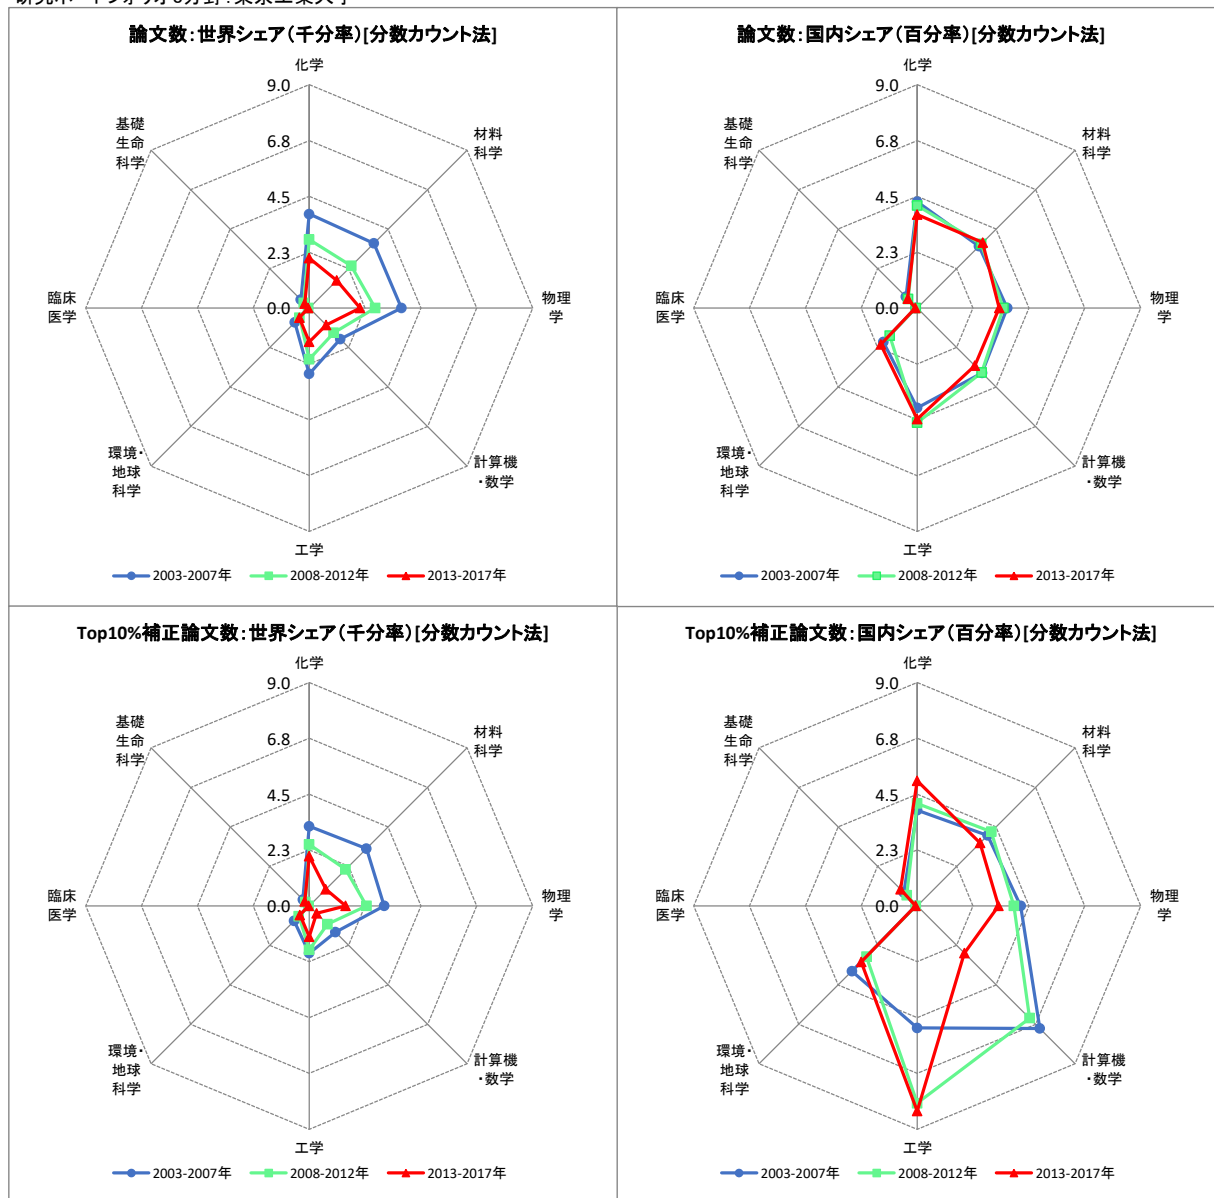 論文数：世界シェア（千分率）[分数カウント法]
化学
9.0
6.8
4.5
2.3
0.0
材料
科学
物理
学
計算機
・数学
工学
環境・
地球
科学
臨床
医学
基礎
生命
科学
2003-2007年
2008-2012年
2013-2017年
論文数：国内シェア（百分率）[分数カウント法]
化学
9.0
6.8
4.5
2.3
0.0
材料
科学
物理
学
計算機
・数学
工学
環境・
地球
科学
臨床
医学
基礎
生命
科学
2003-2007年
2008-2012年
2013-2017年
Top10%補正論文数：世界シェア（千分率）[分数カウント法]
化学
9.0
6.8
4.5
2.3
0.0
材料
科学
物理
学
計算機
・数学
工学
環境・
地球
科学
臨床
医学
基礎
生命
科学
2003-2007年
2008-2012年
2013-2017年
Top10%補正論文数：国内シェア（百分率）[分数カウント法]
化学
9.0
6.8
4.5
2.3
0.0
材料
科学
物理
学
計算機
・数学
工学
環境・
地球
科学
臨床
医学
基礎
生命
科学
2003-2007年
2008-2012年
2013-2017年